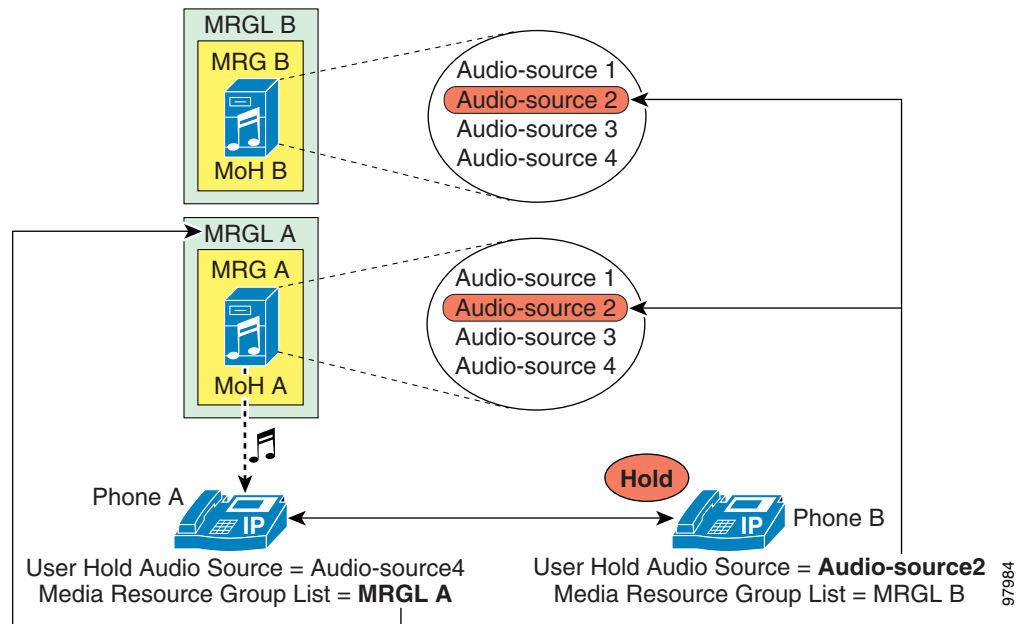 MRGL B
MRG B
MoH B
Audio-source 1
Audio-source 2
Audio-source 3
Audio-source 4
MRGL A
MRG A
MoH A
Audio-source 1
Audio-source 2
Audio-source 3
Audio-source 4
Hold
Phone A
IP
IP
Phone B
User Hold Audio Source = Audio-source4
Media Resource Group List = MRGL A
User Hold Audio Source = Audio-source2
Media Resource Group List = MRGL B
97984